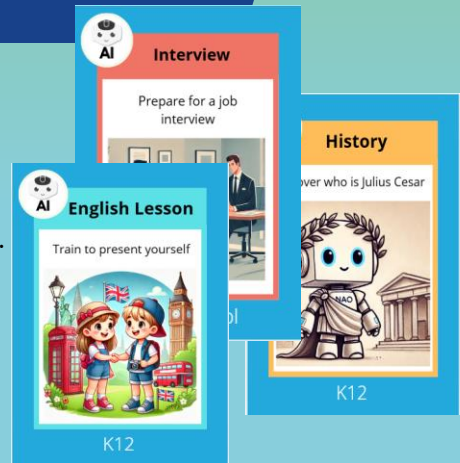 AI
Interview
Prepare for a job
interview
History
over who is Julius Cesar
NAO
K12
AI
English Lesson
Train to present yourself
K12